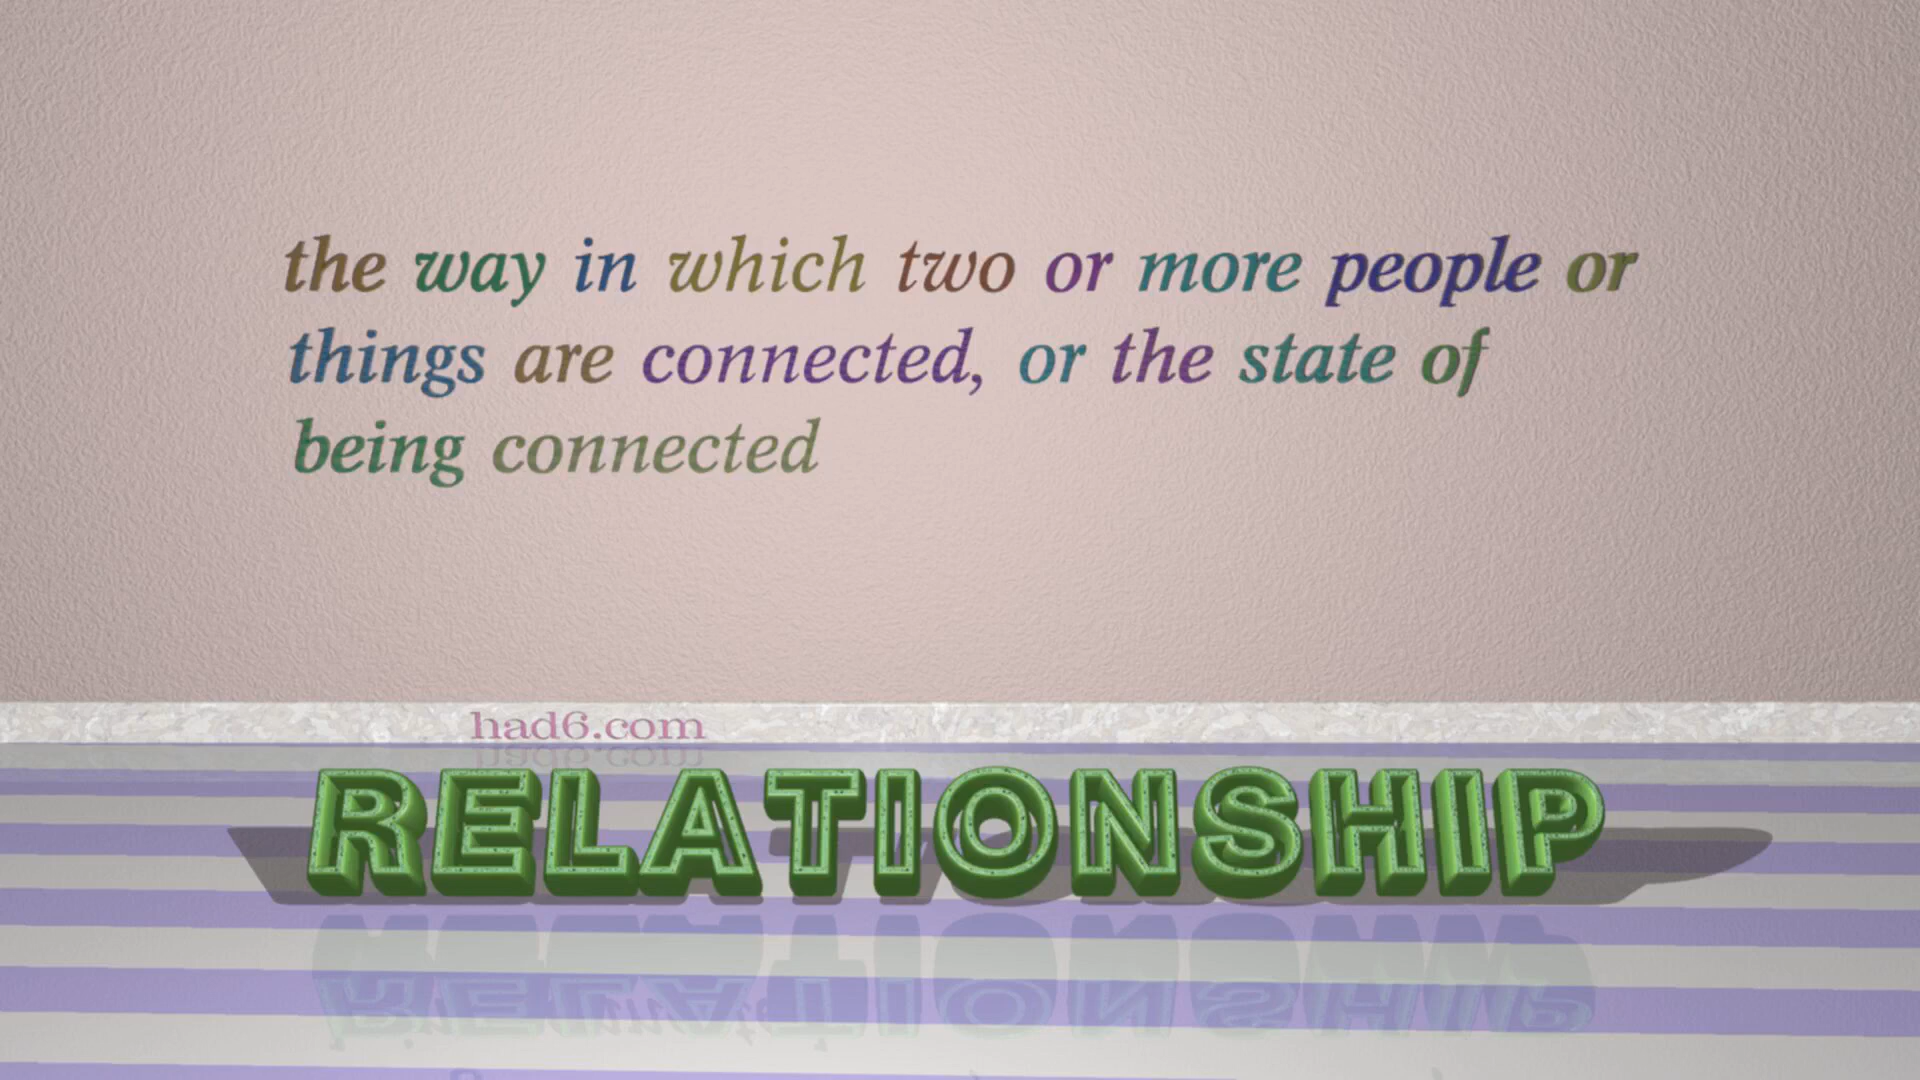 the way in which two or more people or
things are connected, or the state of
being connected
had6.com
RELATIONSHIP